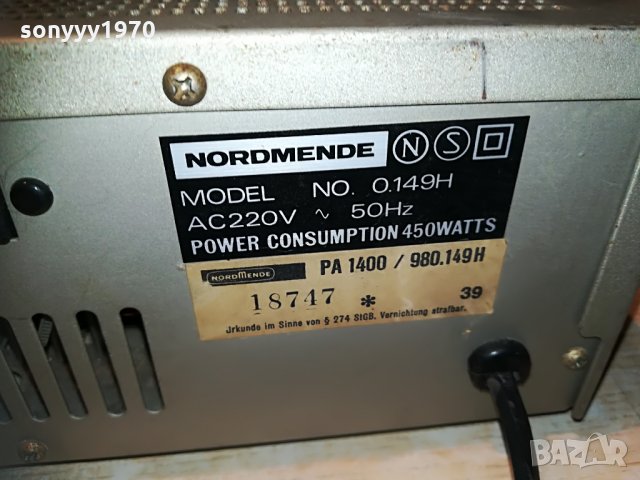 sonyyy1970
NORDMENDE N S
MODEL NO. 0.149H
AC220V ~ 50Hz
POWER CONSUMPTION 450WATTS
NORDMENDE PA 1400 / 980.149H
18747 * 39
Urkunde im Sinne von § 274 StGB. Vernichtung strafbar.
BAZAR